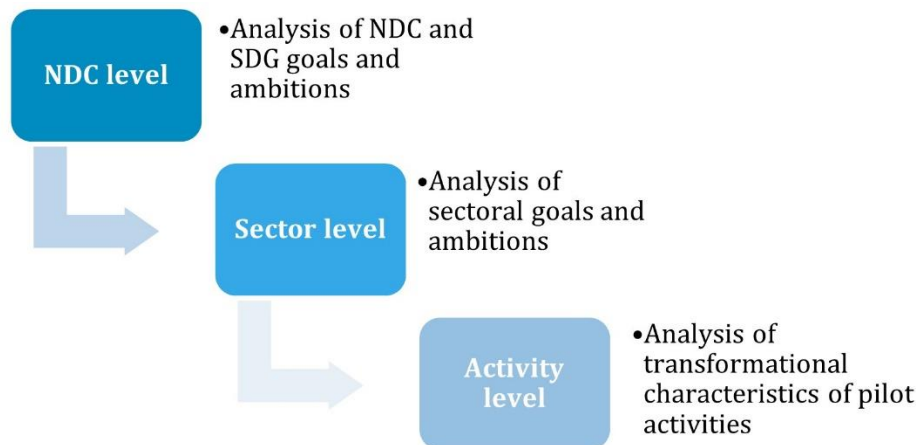 NDC level
•Analysis of NDC and
SDG goals and
ambitions
Sector level
•Analysis of
sectoral goals and
ambitions
Activity
level
•Analysis of
transformational
characteristics of pilot
activities